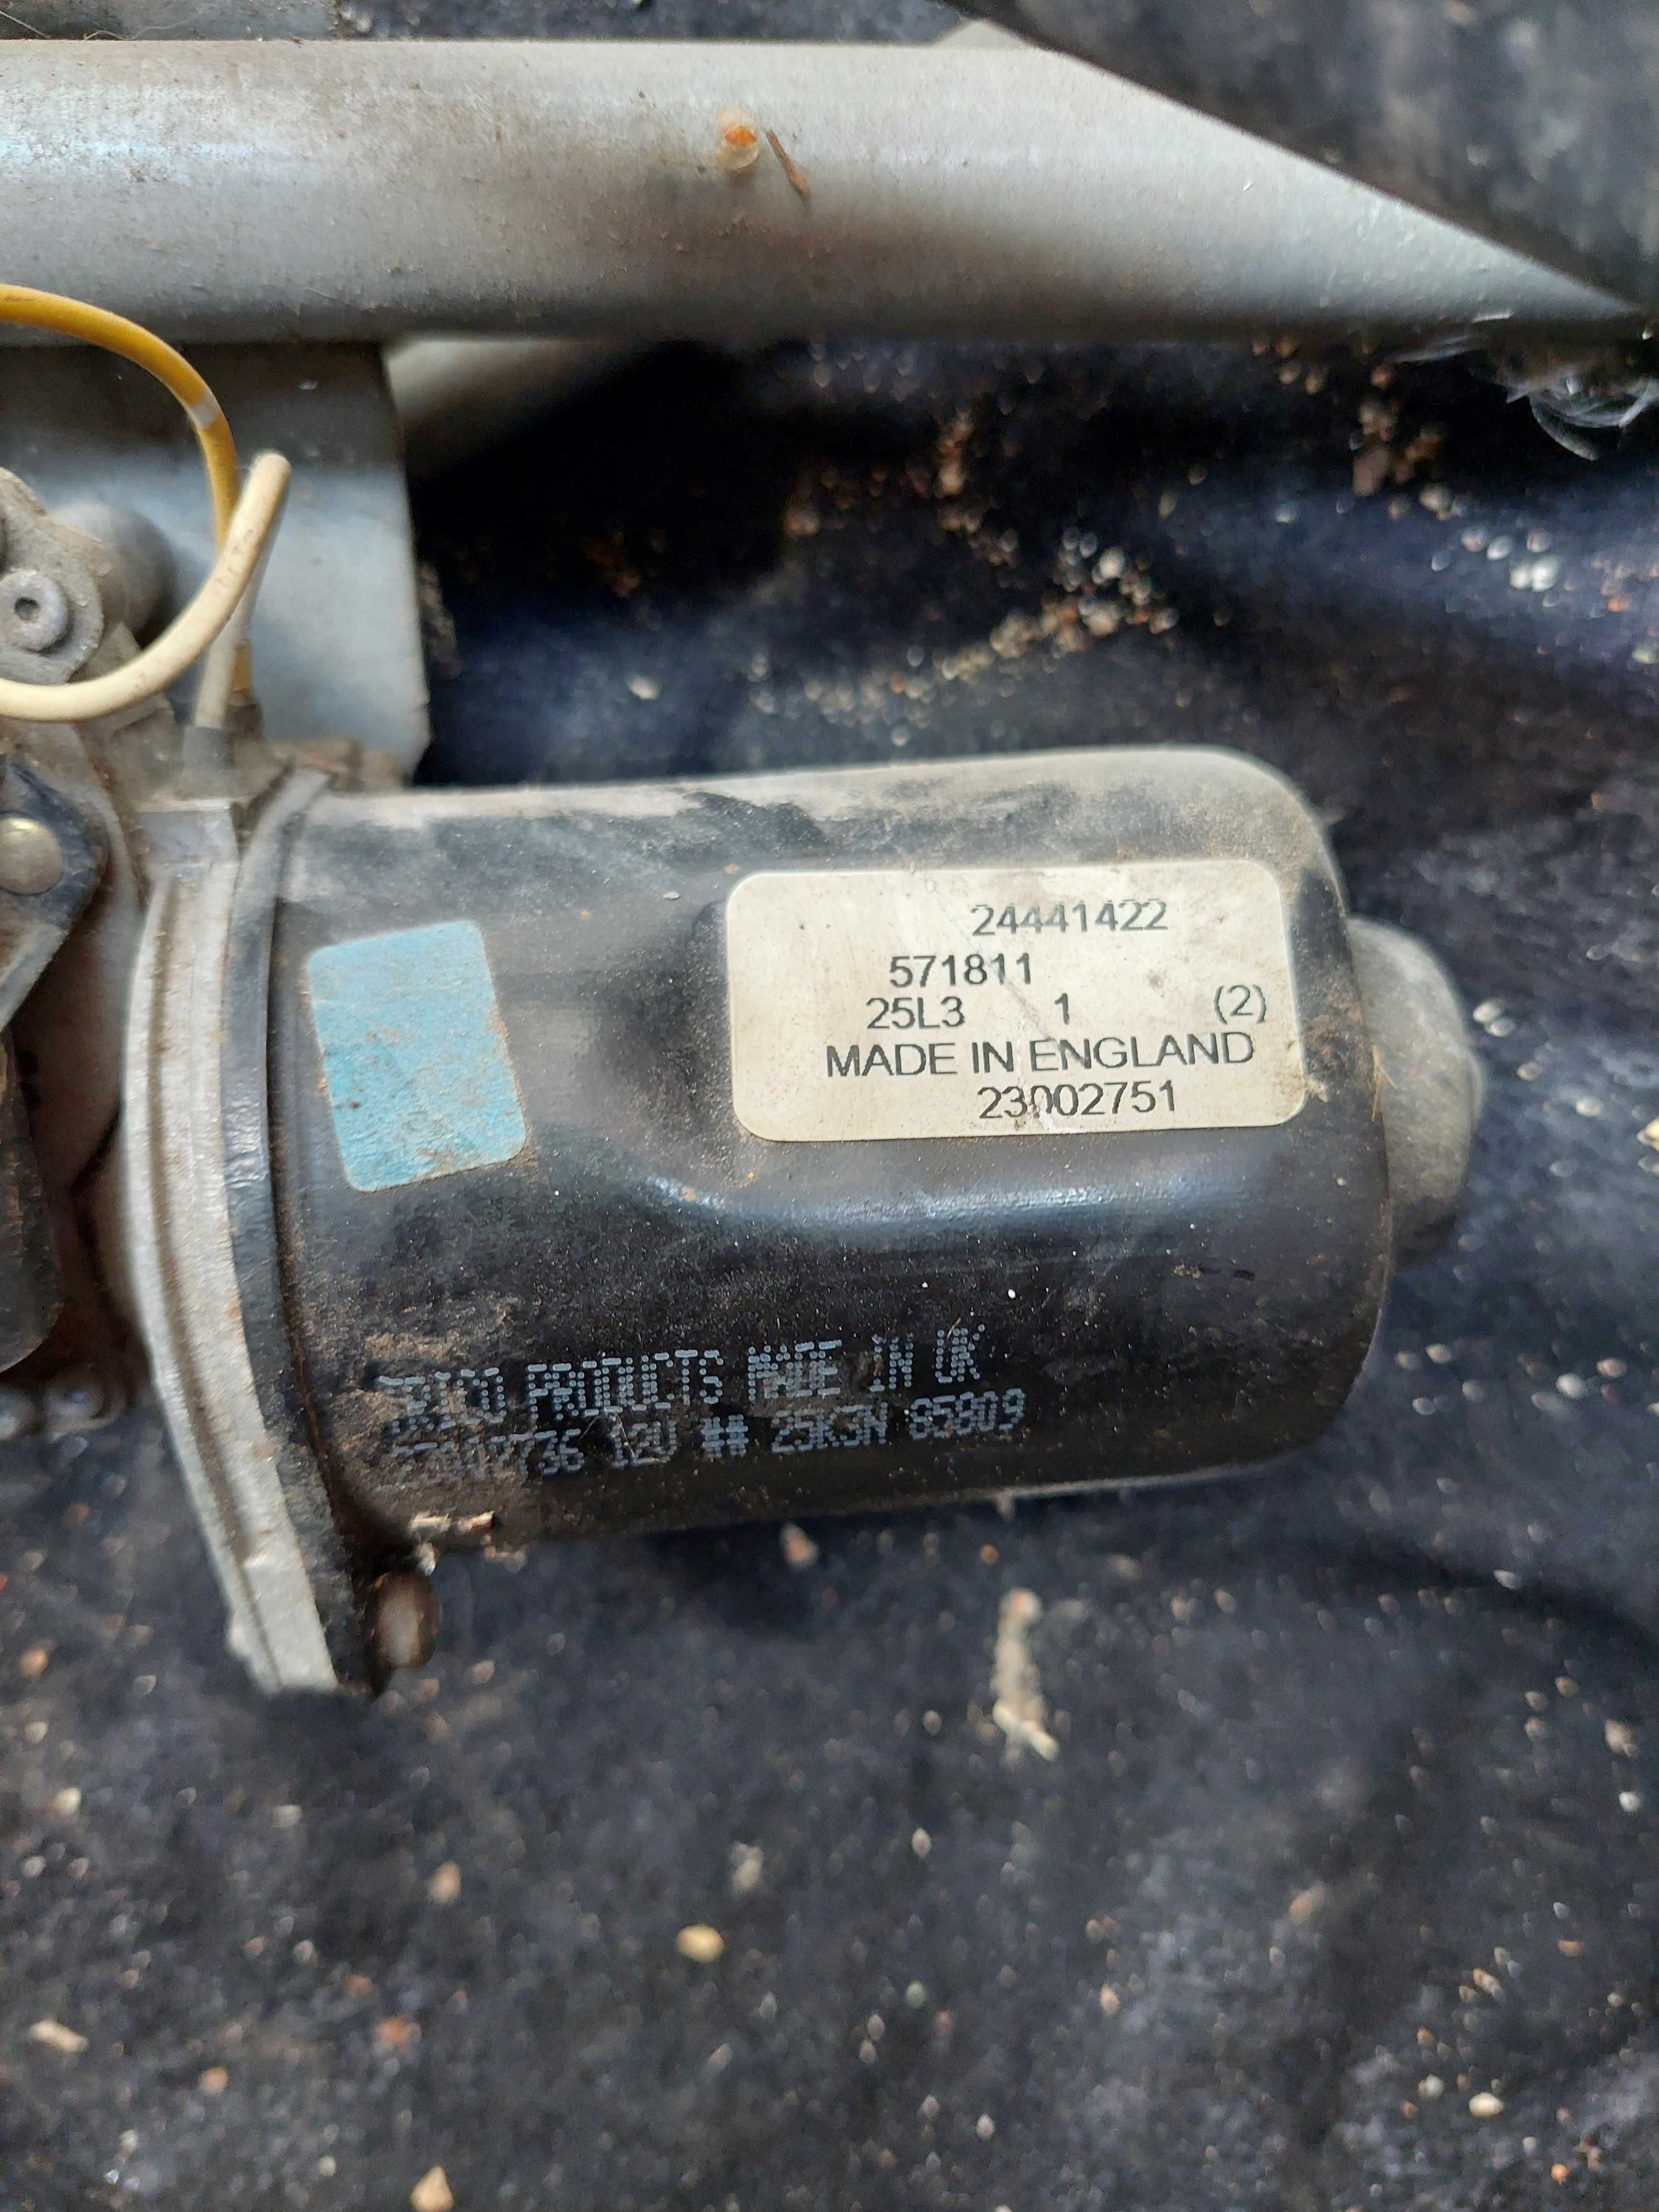 24441422
571811
25L3 1 (2)
MADE IN ENGLAND
23002751
PRODUCTS MADE IN UK
12V ## 25K3N 85809